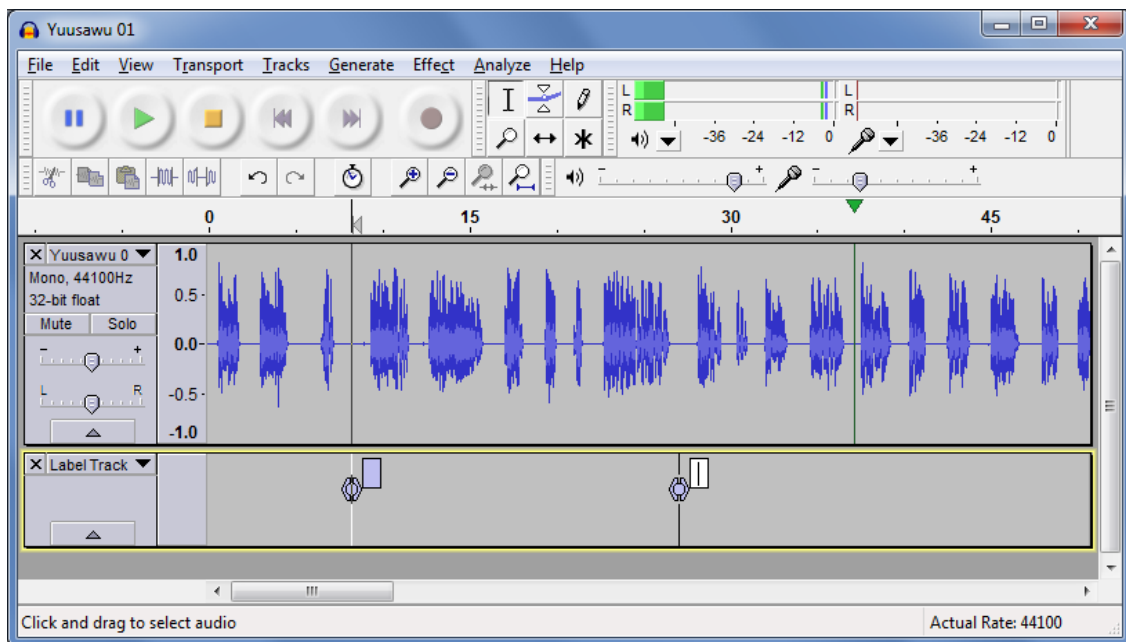 Yuusawu 01
File Edit View Transport Tracks Generate Effect Analyze Help
L
R
-36 -24 -12 0
L
R
-36 -24 -12 0
0 15 30 45
Yuusawu 0
Mono, 44100Hz
32-bit float
Mute Solo
- +
L R
1.0
0.5
0.0
-0.5
-1.0
Label Track
Click and drag to select audio
Actual Rate: 44100